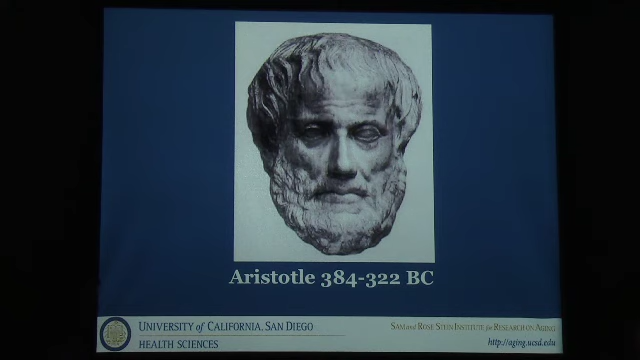 Aristotle 384-322 BC
UNIVERSITY of CALIFORNIA, SAN DIEGO
HEALTH SCIENCES
SAM AND ROSE STEIN INSTITUTE for RESEARCH ON AGING
http://aging.ucsd.edu